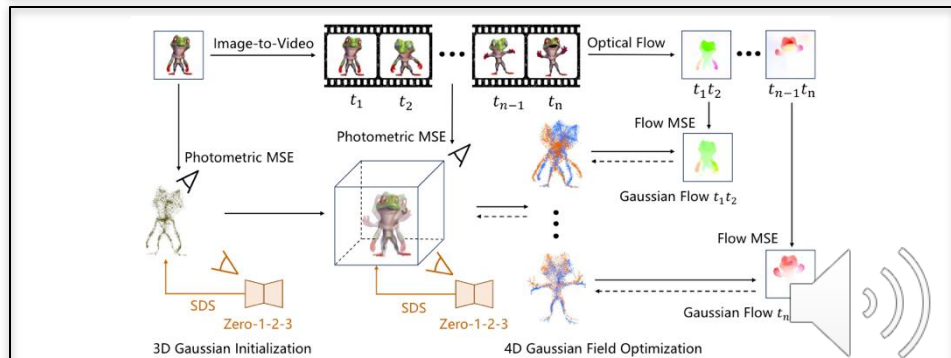 Image-to-Video
Optical Flow
t₁ t₂ tₙ₋₁ tₙ
t₁t₂ tₙ₋₁tₙ
Photometric MSE
Flow MSE
Photometric MSE
Gaussian Flow t₁t₂
Flow MSE
SDS
SDS
Gaussian Flow tₙ
Zero-1-2-3
Zero-1-2-3
3D Gaussian Initialization
4D Gaussian Field Optimization